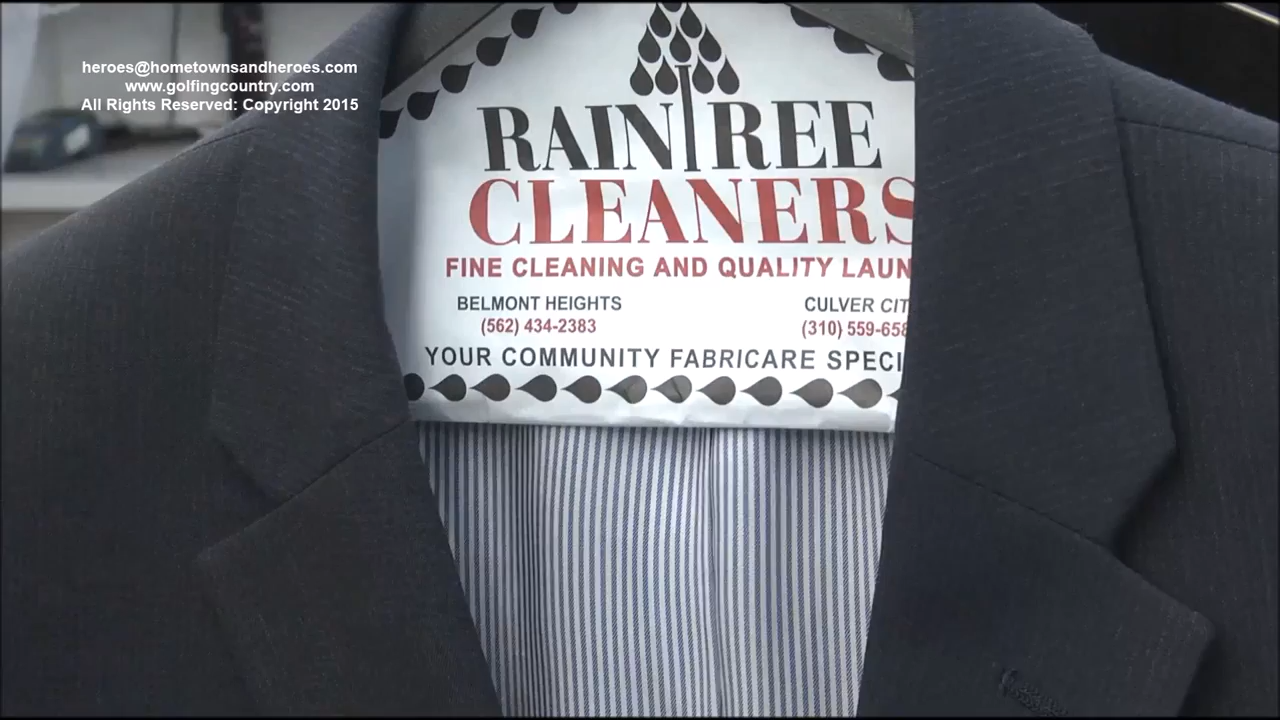 heroes@hometownsandheroes.com
www.golfingcountry.com
All Rights Reserved: Copyright 2015
RAINTREE
CLEANERS
FINE CLEANING AND QUALITY LAUN
BELMONT HEIGHTS CULVER CIT
(562) 434-2383 (310) 559-658
YOUR COMMUNITY FABRICARE SPECI